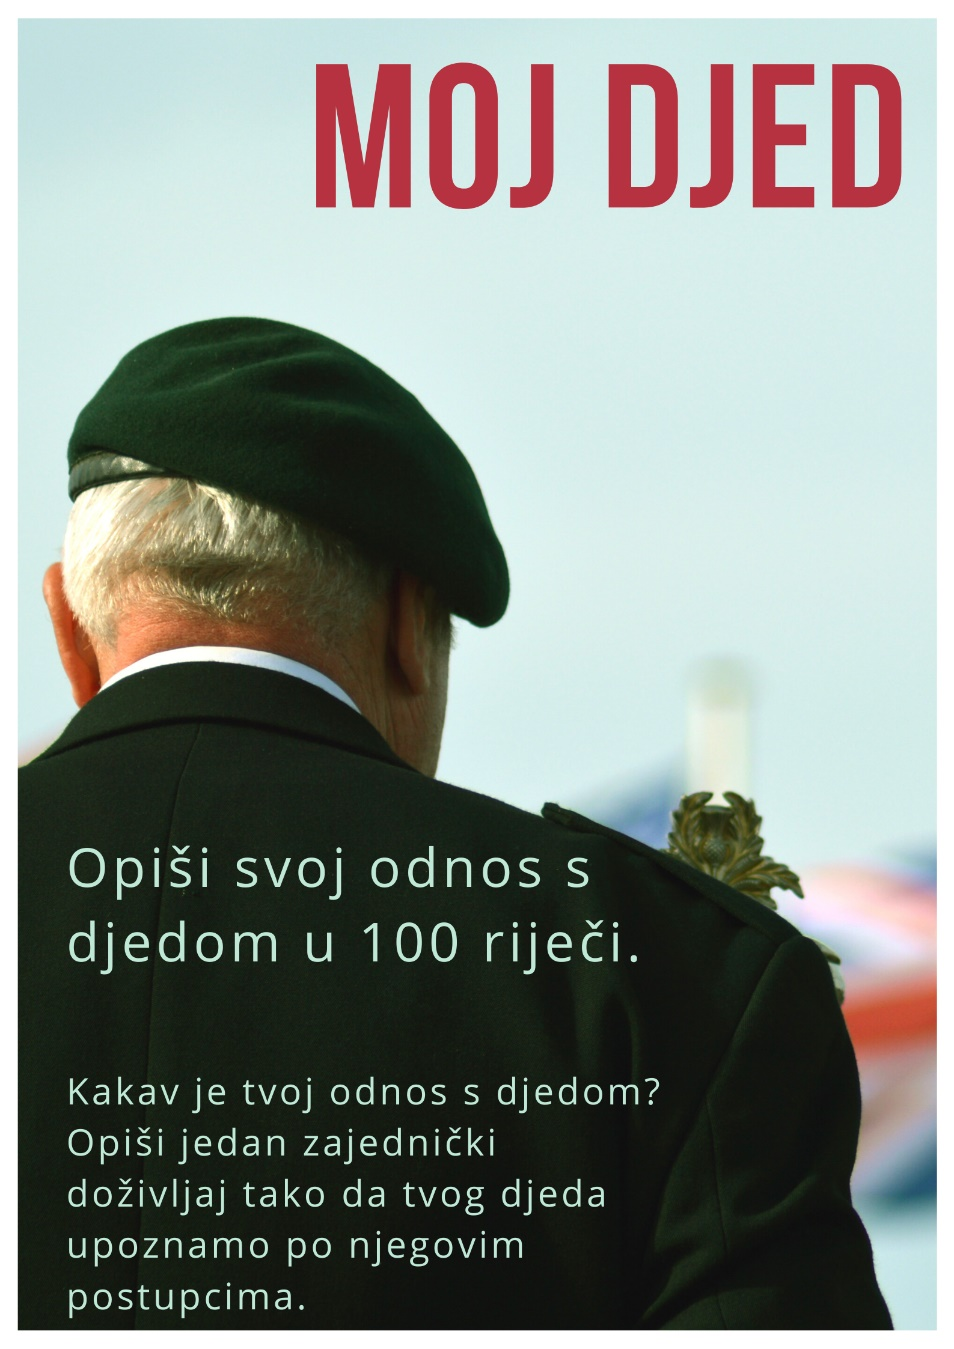 MOJ DJED
Opiši svoj odnos s
djedom u 100 riječi.
Kakav je tvoj odnos s djedom?
Opiši jedan zajednički
doživljaj tako da tvog djeda
upoznamo po njegovim
postupcima.